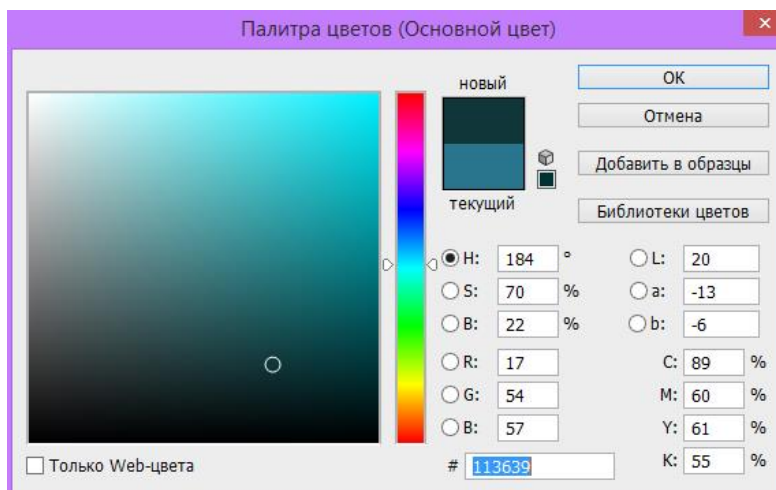 Палитра цветов (Основной цвет)
новый
текущий
ОК
Отмена
Добавить в образцы
Библиотеки цветов
H: 184 ° L: 20
S: 70 % a: -13
B: 22 % b: -6
R: 17 C: 89 %
G: 54 M: 60 %
B: 57 Y: 61 %
# 113639 K: 55 %
Только Web-цвета